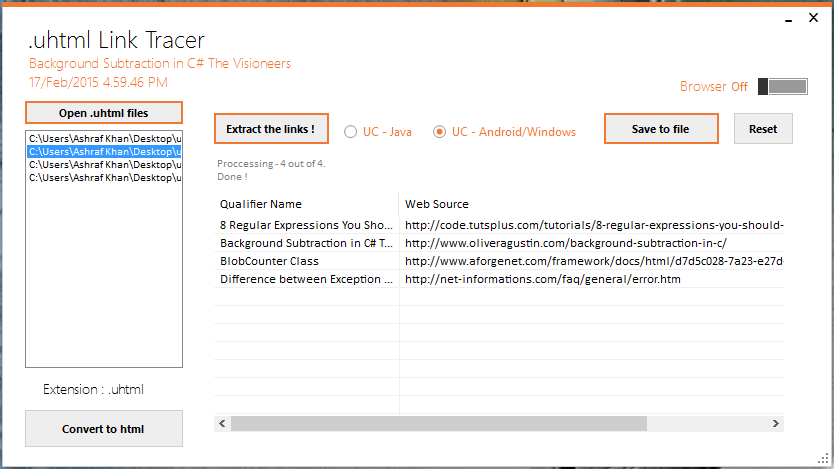 .uhtml Link Tracer
Background Subtraction in C# The Visioneers
17/Feb/2015 4.59.46 PM
Browser Off
Open .uhtml files
Extract the links !
UC - Java
UC - Android/Windows
Save to file
Reset
C:\Users\Ashraf Khan\Desktop\u
C:\Users\Ashraf Khan\Desktop\u
C:\Users\Ashraf Khan\Desktop\u
C:\Users\Ashraf Khan\Desktop\u
Proccessing - 4 out of 4.
Done !
Qualifier Name Web Source
8 Regular Expressions You Sho... http://code.tutsplus.com/tutorials/8-regular-expressions-you-should-
Background Subtraction in C# T... http://www.oliveragustin.com/background-subtraction-in-c/
BlobCounter Class http://www.aforgenet.com/framework/docs/html/d7d5c028-7a23-e27d-
Difference between Exception ... http://net-informations.com/faq/general/error.htm
Extension : .uhtml
Convert to html